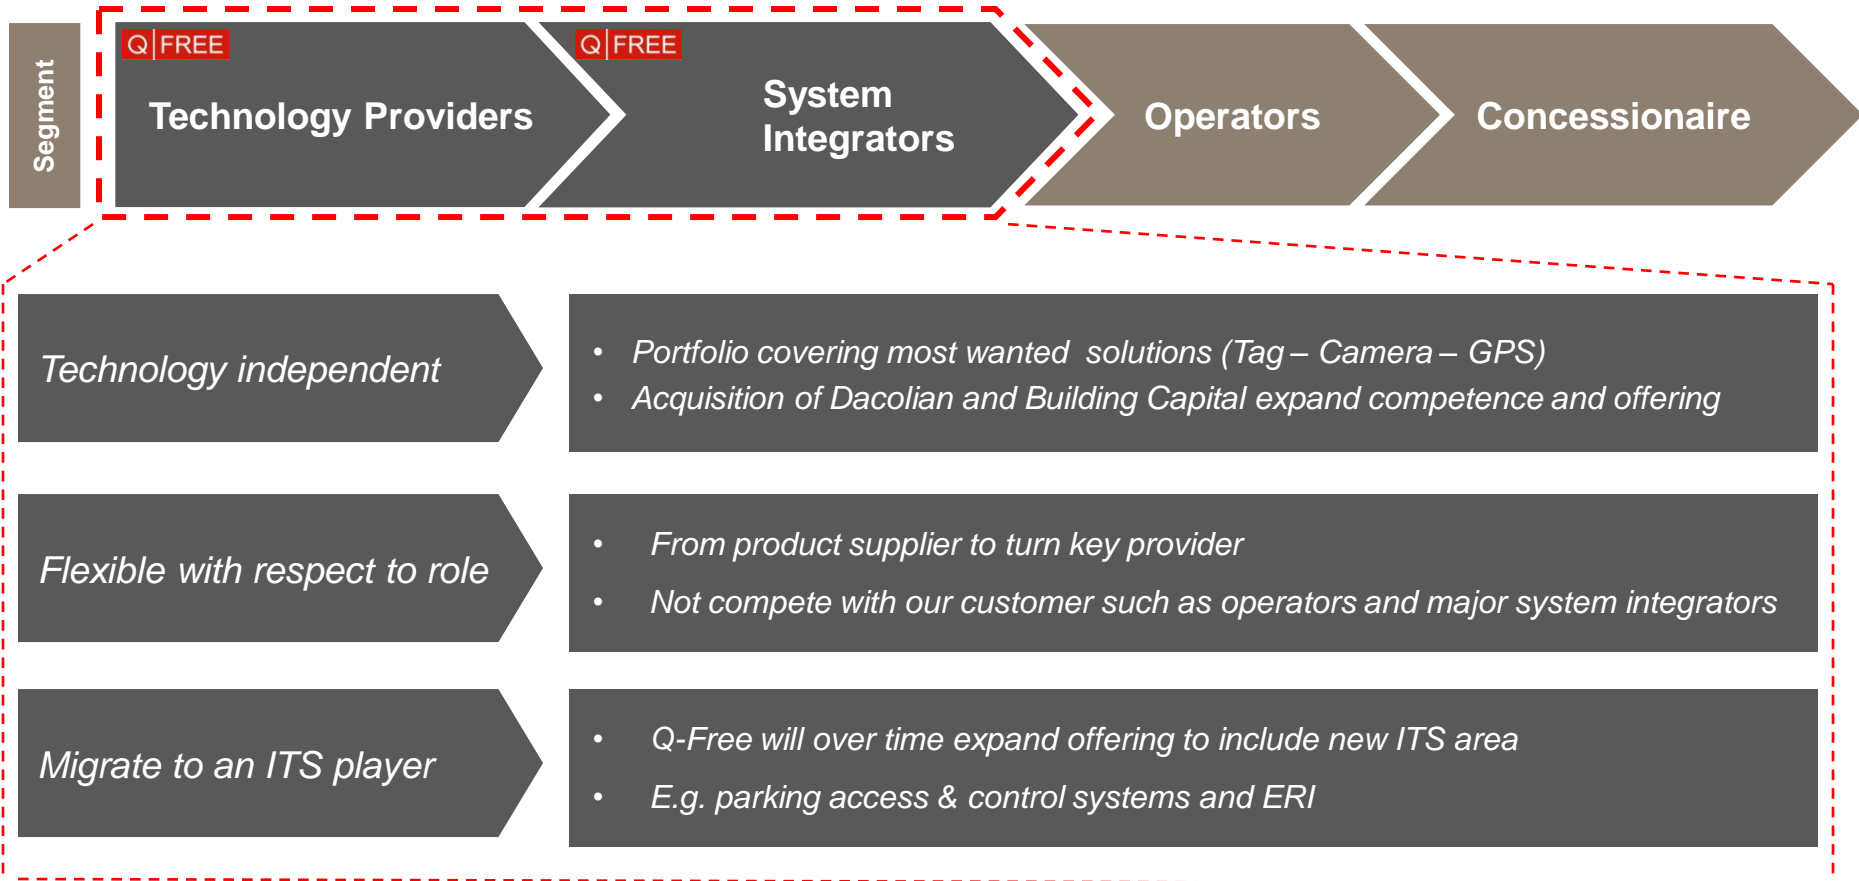 Segment
Q FREE
Technology Providers
Q FREE
System
Integrators
Operators
Concessionaire
Technology independent
• Portfolio covering most wanted  solutions (Tag – Camera – GPS)
• Acquisition of Dacolian and Building Capital expand competence and offering
Flexible with respect to role
• From product supplier to turn key provider
• Not compete with our customer such as operators and major system integrators
Migrate to an ITS player
• Q-Free will over time expand offering to include new ITS area
• E.g. parking access & control systems and ERI